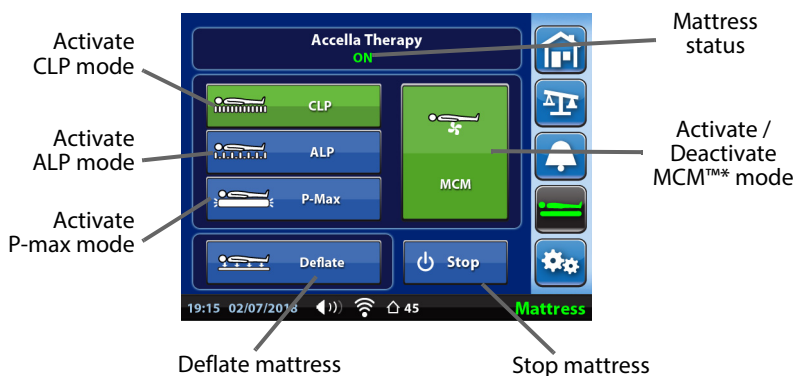 Activate
CLP mode
Accella Therapy
ON
Mattress
status
CLP
Activate
ALP mode
ALP
MCM
Activate /
Deactivate
MCM™* mode
Activate
P-max mode
P-Max
Deflate
Stop
19:15 02/07/2018
45
Mattress
Deflate mattress
Stop mattress